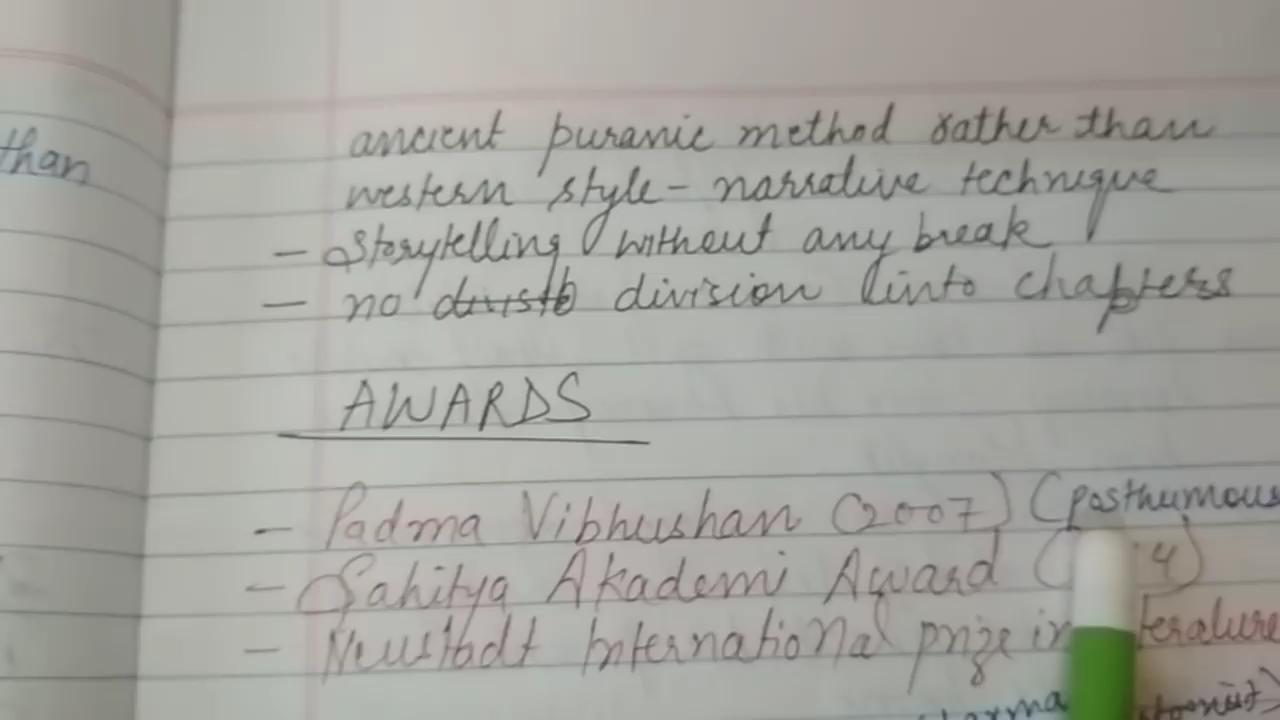 than
ancient puranic method rather than
western style - narrative technique
- Storytelling without any break
- no division into chapters
AWARDS
- Padma Vibhushan (2007) (posthumous
- Sahitya Akademi Award ( 4)
- Neustadt International prize in